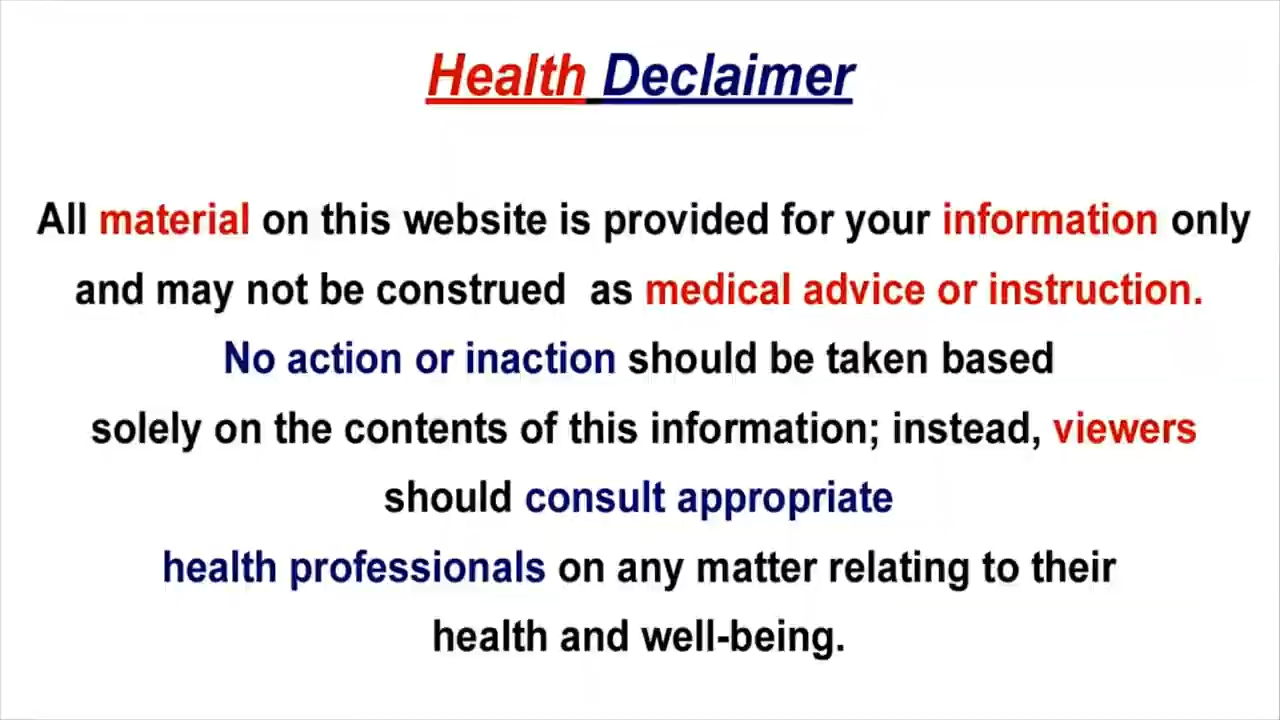 Health Declaimer
All material on this website is provided for your information only
and may not be construed  as medical advice or instruction.
No action or inaction should be taken based
solely on the contents of this information; instead, viewers
should consult appropriate
health professionals on any matter relating to their
health and well-being.